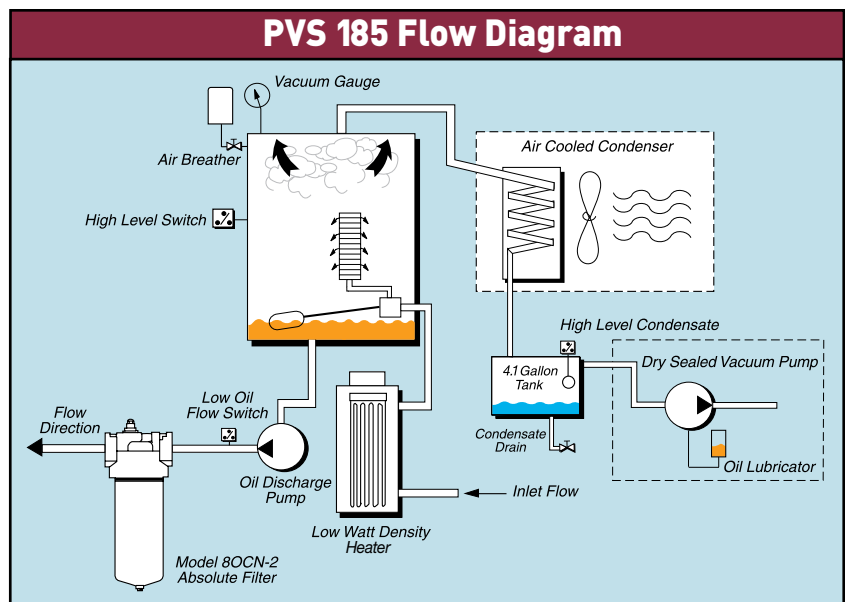 PVS 185 Flow Diagram
Vacuum Gauge
Air Breather
Air Cooled Condenser
High Level Switch
High Level Condensate
Dry Sealed Vacuum Pump
4.1 Gallon
Tank
Low Oil
Flow Switch
Flow
Direction
Condensate
Drain
Oil Lubricator
Oil Discharge
Pump
Inlet Flow
Low Watt Density
Heater
Model 8OCN-2
Absolute Filter